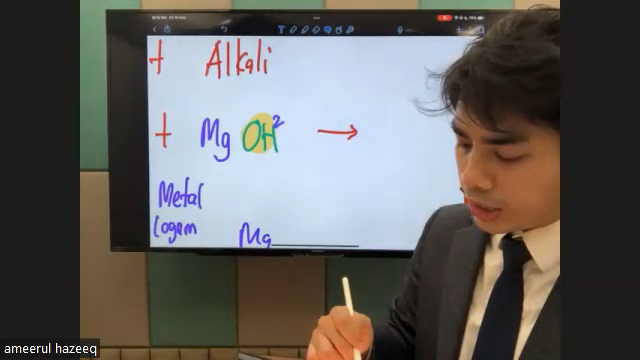 + Alkali
+ Mg OH² →
Metal
Logam Mg
ameerul hazeeq